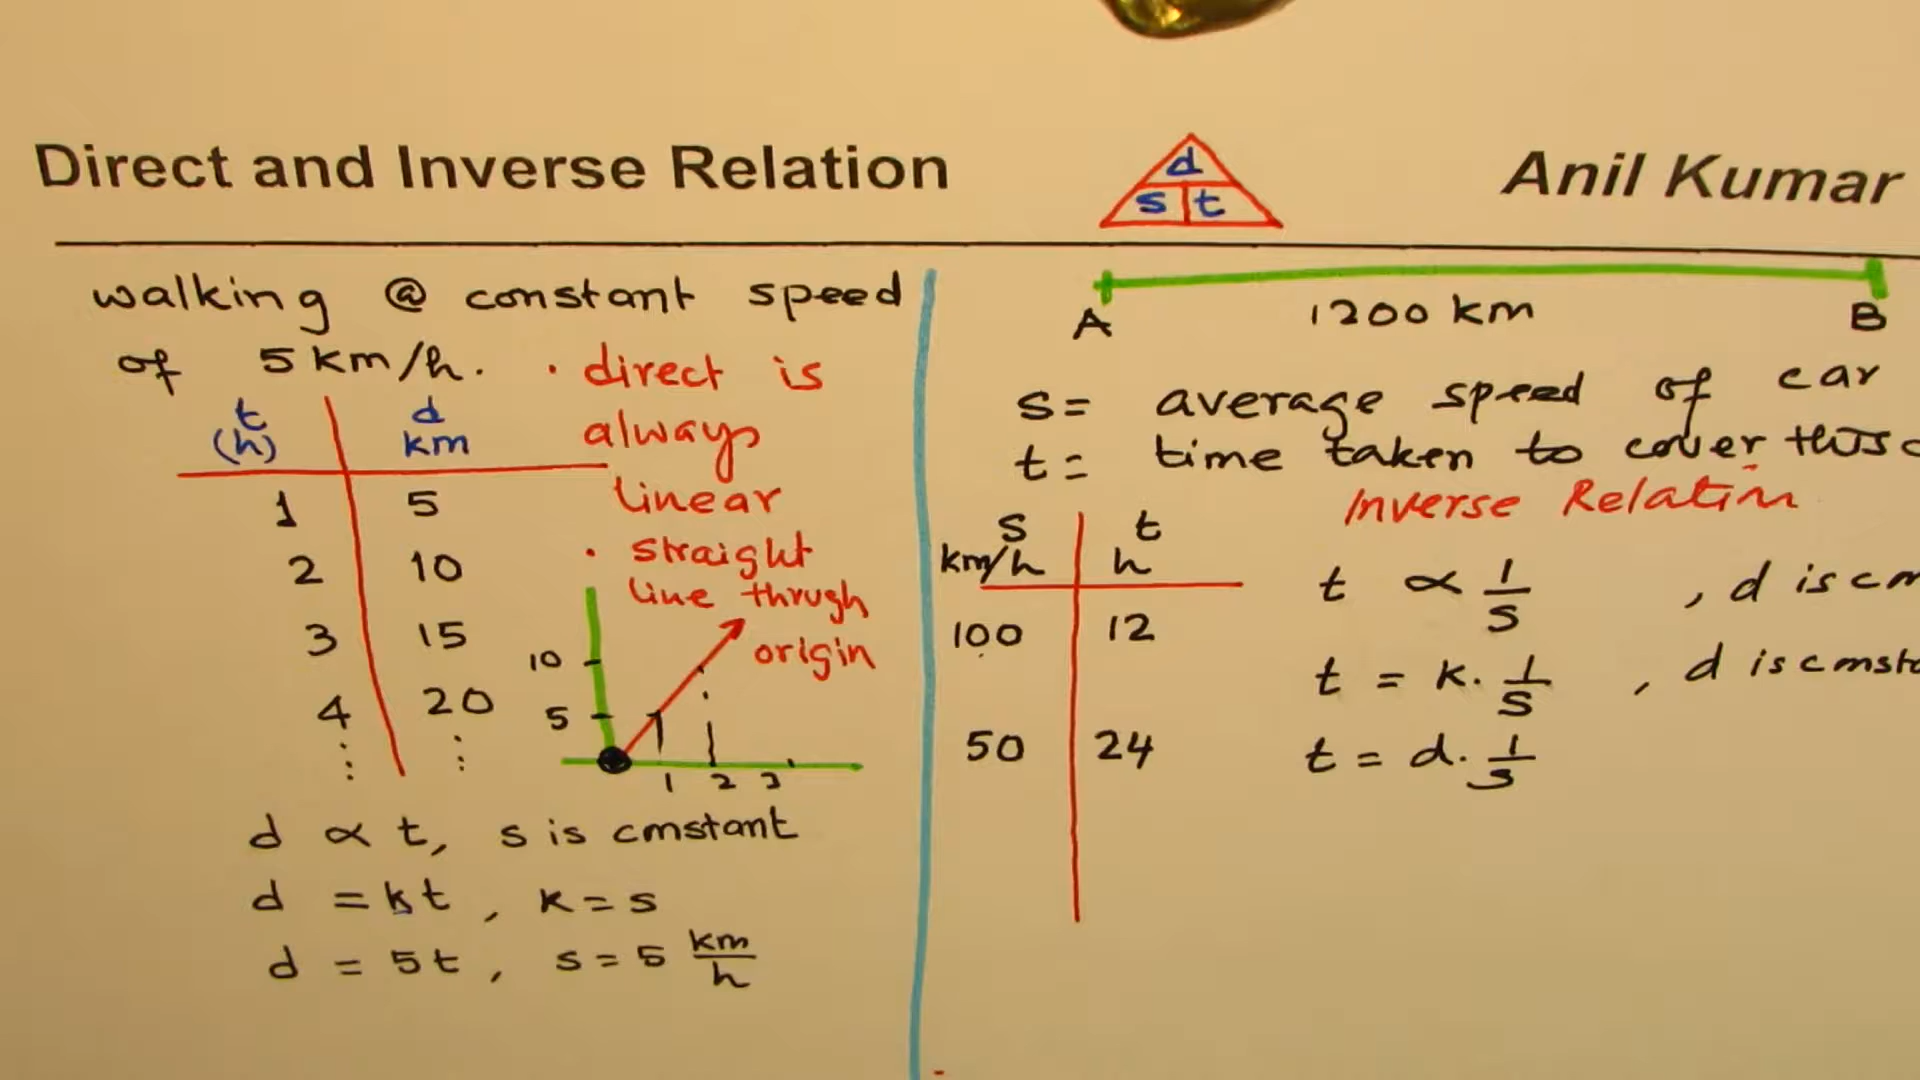 Direct and Inverse Relation
Anil Kumar
d
s t
walking @ constant speed
of 5 km/h.
t d
(h) km
1 5
2 10
3 15
4 20
⋮ ⋮
· direct is
always
linear
· straight
line thrugh
origin
10
5
1 2 3
d ∝ t, s is constant
d = kt, k = s
d = 5t, s = 5 km/h
A 1200 km B
s = average speed of car
t = time taken to cover this
Inverse Relation
s t
km/h h
100 12
50 24
t ∝ 1/s , d is
t = k. 1/s , d is
t = d. 1/s